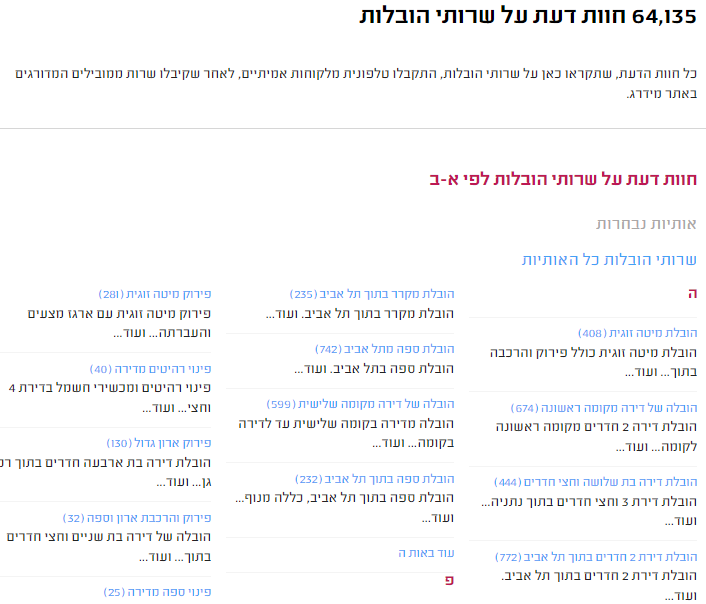 64,135 חוות דעת על שרותי הובלות
כל חוות הדעת, שתקראו כאן על שרותי הובלות, התקבלו טלפונית מלקוחות אמיתיים, לאחר שקיבלו שרות ממובילים המדורגים
באתר מידרג.
חוות דעת על שרותי הובלות לפי א-ב
אותיות נבחרות
שרותי הובלות כל האותיות
ה
הובלת מיטה זוגית (408)
הובלת מיטה זוגית כולל פירוק והרכבה
בתוך... ועוד...
הובלה של דירה מקומה ראשונה (674)
הובלת דירה 2 חדרים מקומה ראשונה
לקומה... ועוד...
הובלת דירה בת שלושה וחצי חדרים (444)
הובלת דירת 3 וחצי חדרים בתוך נתניה...
ועוד...
הובלת דירת 2 חדרים בתוך תל אביב (772)
הובלת דירת 2 חדרים בתוך תל אביב.
ועוד...
הובלת מקרר בתוך תל אביב (235)
הובלת מקרר בתוך תל אביב. ועוד...
הובלת ספה מתל אביב (742)
הובלת ספה בתל אביב. ועוד...
הובלה של דירה מקומה שלישית (599)
הובלה מדירה בקומה שלישית עד לדירה
בקומה... ועוד...
הובלת ספה בתוך תל אביב (232)
הובלת ספה בתוך תל אביב, כללה מנוף...
ועוד...
עוד באות ה
פ
פירוק מיטה זוגית (281)
פירוק מיטה זוגית עם ארגז מצעים
והעברתה... ועוד...
פינוי רהיטים מדירה (40)
פינוי רהיטים ומכשירי חשמל בדירת 4
וחצי... ועוד...
פירוק ארון גדול (130)
הובלת דירה בת ארבעה חדרים בתוך
גן... ועוד...
פירוק והרכבת ארון וספה (32)
הובלה של דירה בת שניים וחצי חדרים
בתוך... ועוד...
פינוי ספה מדירה (25)